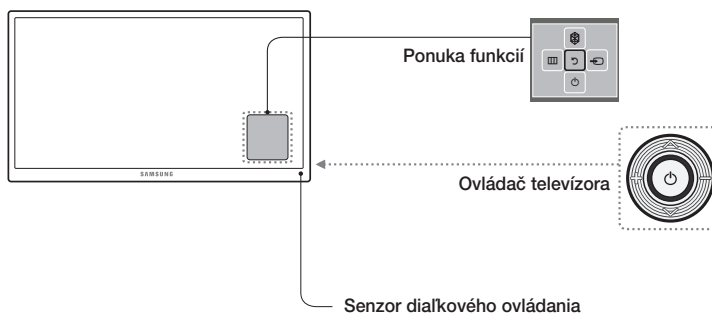 Ponuka funkcií
SAMSUNG
Ovládač televízora
Senzor diaľkového ovládania